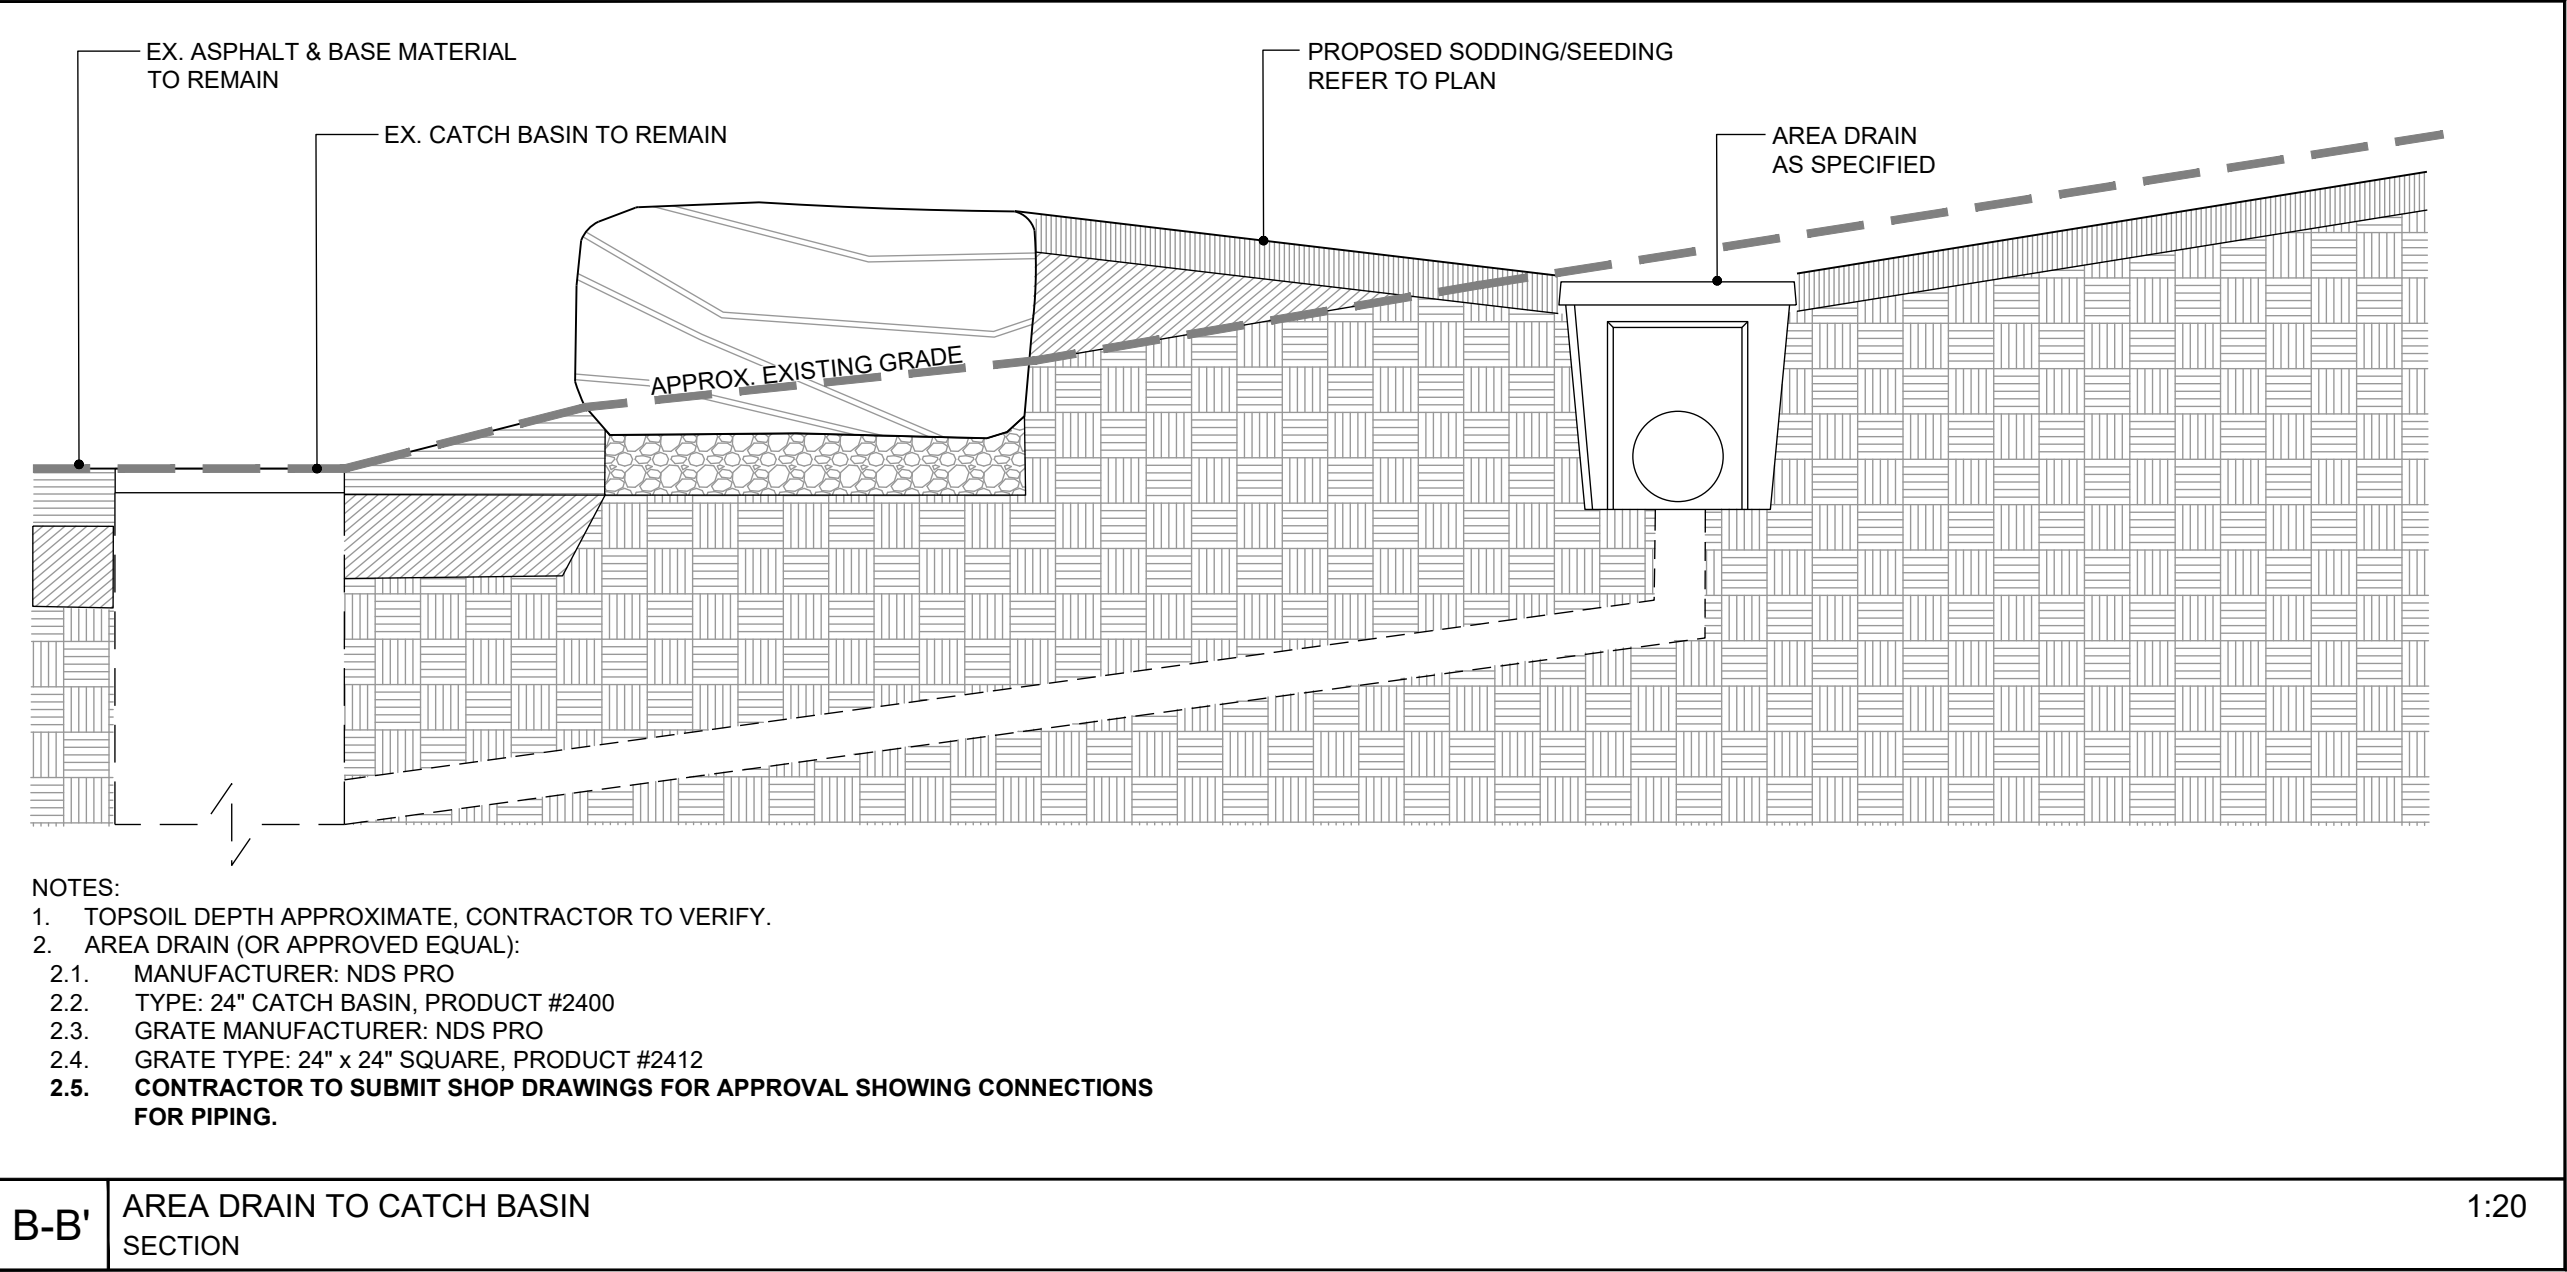 EX. ASPHALT & BASE MATERIAL
TO REMAIN
EX. CATCH BASIN TO REMAIN
PROPOSED SODDING/SEEDING
REFER TO PLAN
AREA DRAIN
AS SPECIFIED
APPROX. EXISTING GRADE
NOTES:
1. TOPSOIL DEPTH APPROXIMATE, CONTRACTOR TO VERIFY.
2. AREA DRAIN (OR APPROVED EQUAL):
2.1. MANUFACTURER: NDS PRO
2.2. TYPE: 24" CATCH BASIN, PRODUCT #2400
2.3. GRATE MANUFACTURER: NDS PRO
2.4. GRATE TYPE: 24" x 24" SQUARE, PRODUCT #2412
2.5. CONTRACTOR TO SUBMIT SHOP DRAWINGS FOR APPROVAL SHOWING CONNECTIONS
FOR PIPING.
B-B'
AREA DRAIN TO CATCH BASIN
SECTION
1:20